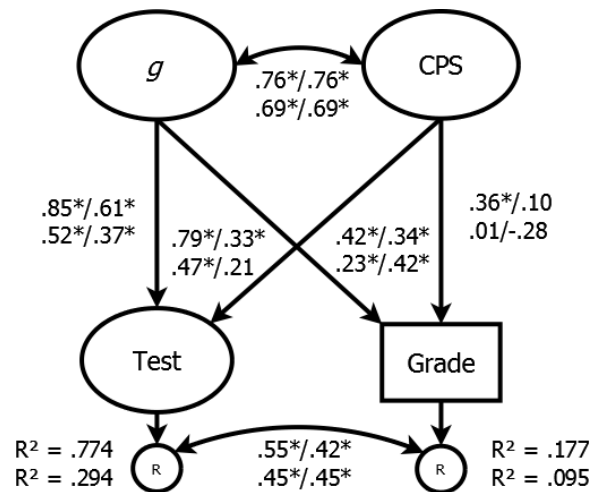 g
CPS
.76*/.76*
.69*/.69*
.85*/.61*
.52*/.37*
.79*/.33*
.47*/.21
.42*/.34*
.23*/.42*
.36*/.10
.01/-.28
Test
Grade
R² = .774
R² = .294
R
.55*/.42*
.45*/.45*
R
R² = .177
R² = .095